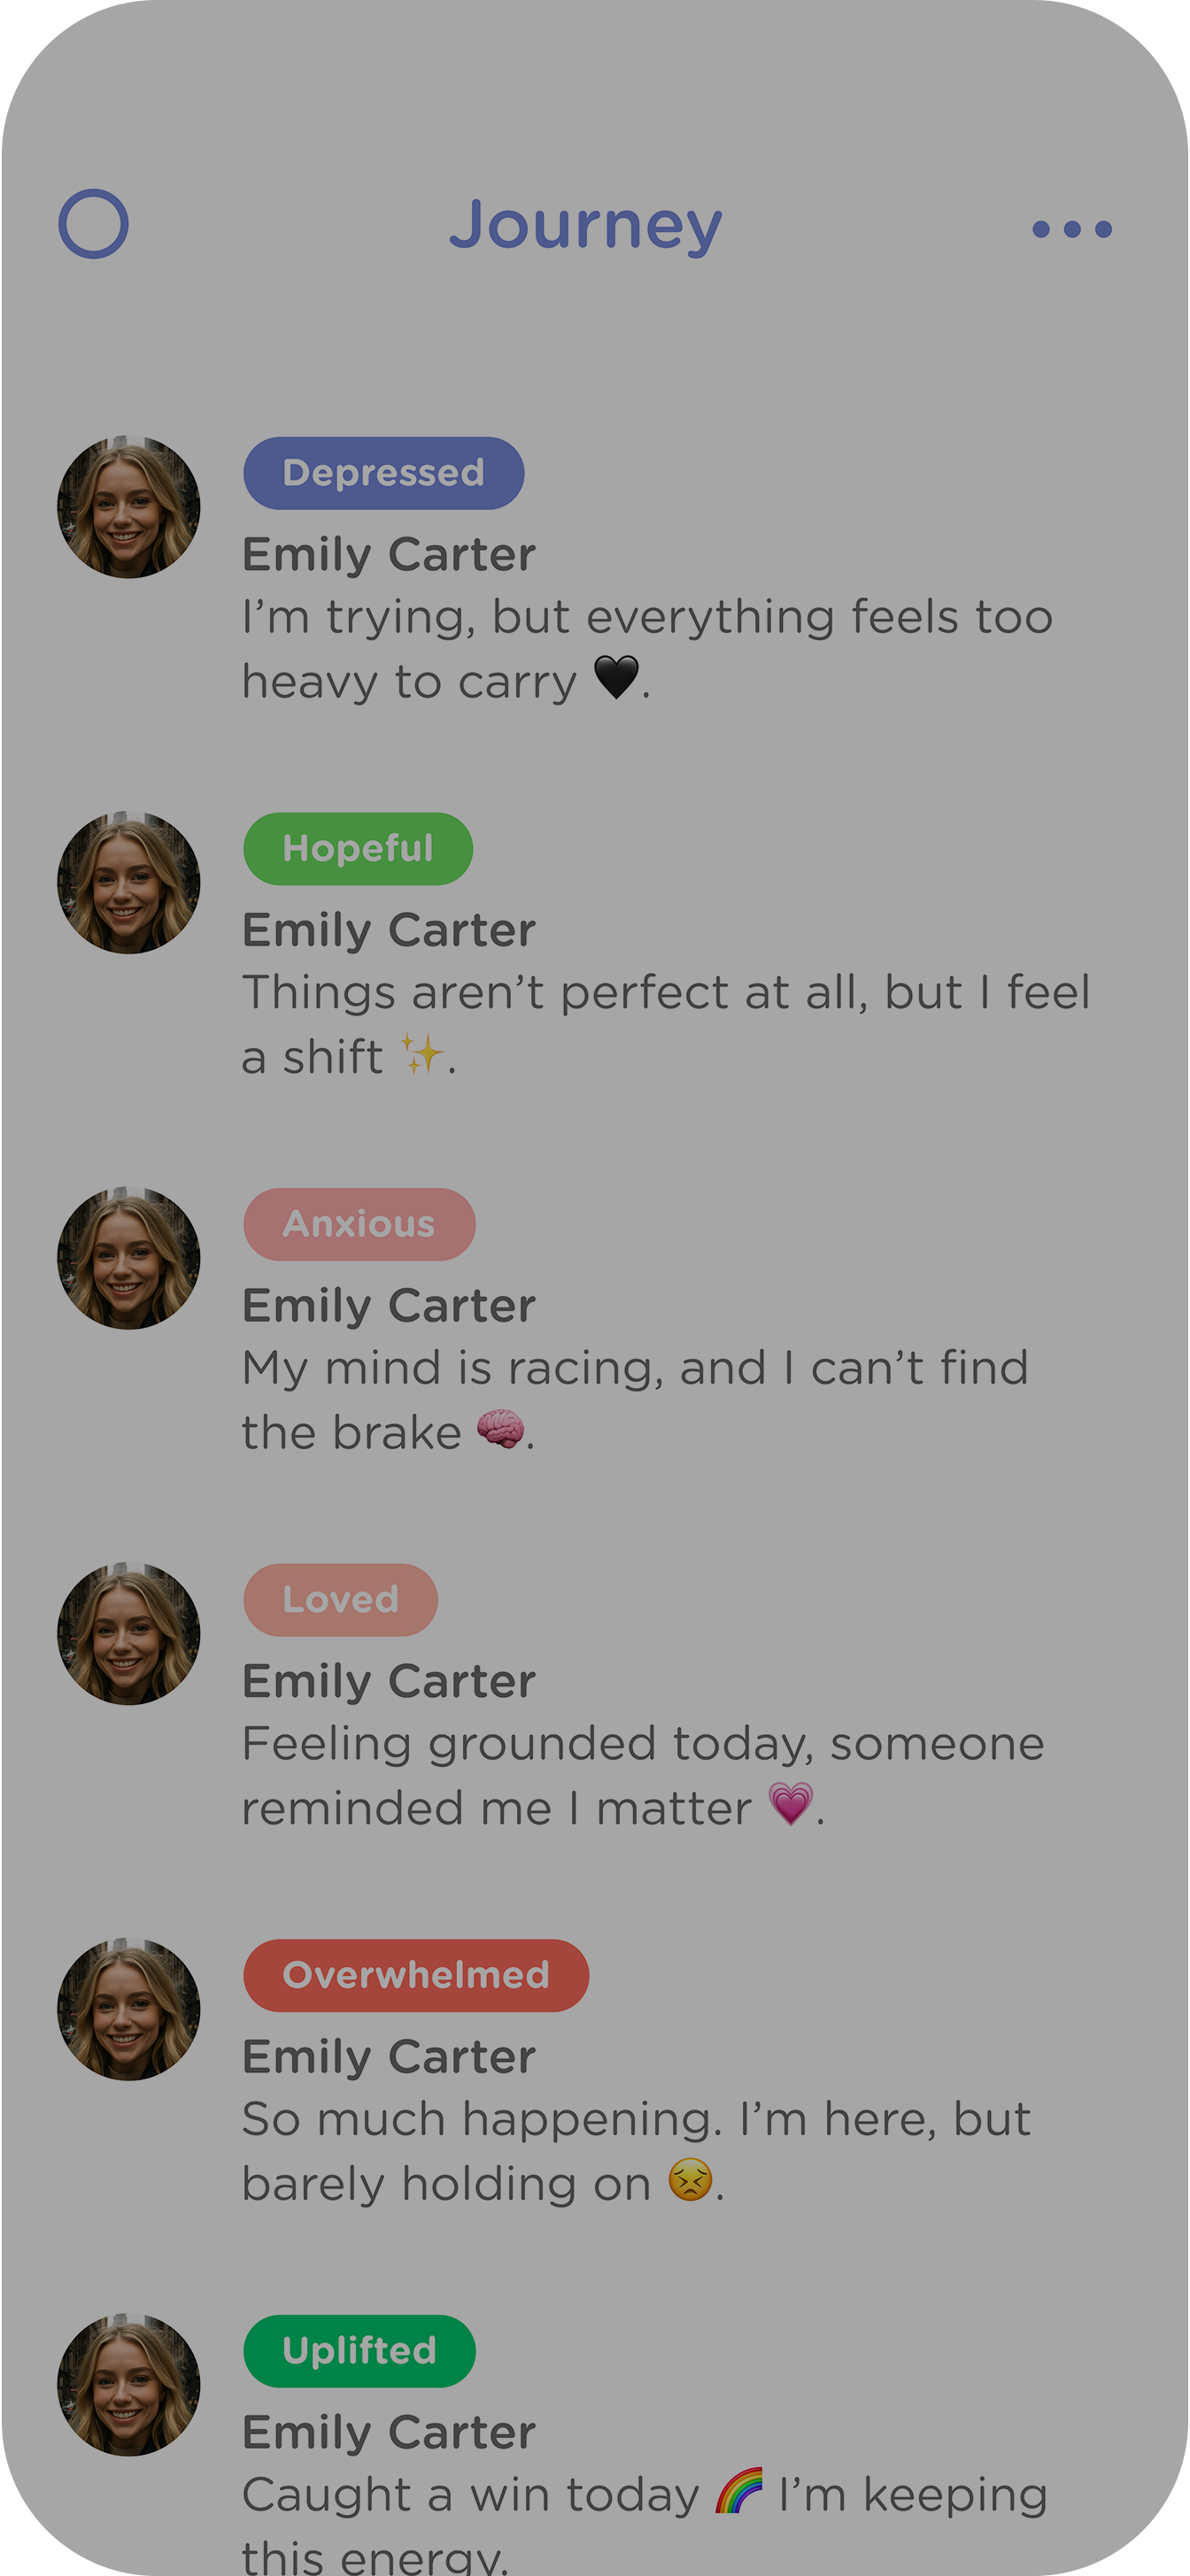 Journey
Depressed
Emily Carter
I’m trying, but everything feels too
heavy to carry 🖤.
Hopeful
Emily Carter
Things aren’t perfect at all, but I feel
a shift ✨.
Anxious
Emily Carter
My mind is racing, and I can’t find
the brake 🧠.
Loved
Emily Carter
Feeling grounded today, someone
reminded me I matter 💗.
Overwhelmed
Emily Carter
So much happening. I’m here, but
barely holding on 😣.
Uplifted
Emily Carter
Caught a win today 🌈 I’m keeping
this energy.